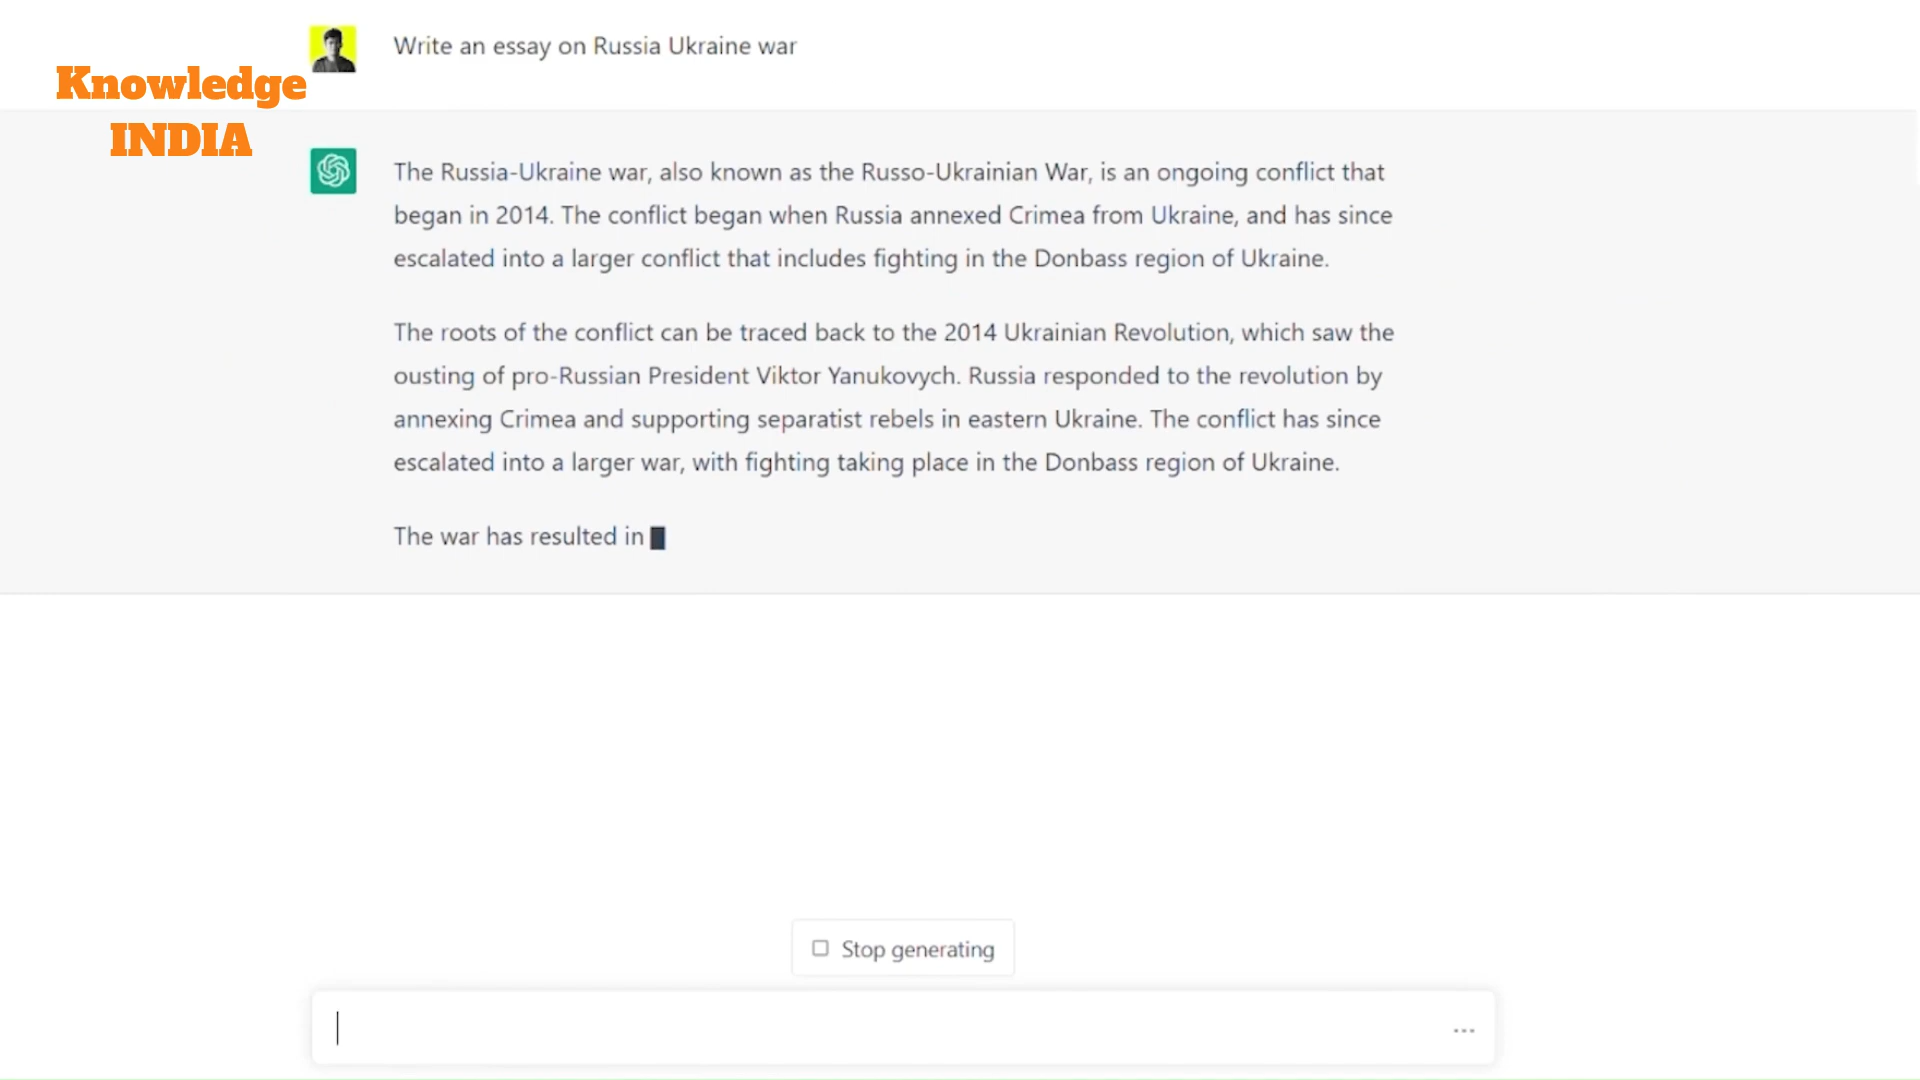 Write an essay on Russia Ukraine war
Knowledge
INDIA
The Russia-Ukraine war, also known as the Russo-Ukrainian War, is an ongoing conflict that
began in 2014. The conflict began when Russia annexed Crimea from Ukraine, and has since
escalated into a larger conflict that includes fighting in the Donbass region of Ukraine.
The roots of the conflict can be traced back to the 2014 Ukrainian Revolution, which saw the
ousting of pro-Russian President Viktor Yanukovych. Russia responded to the revolution by
annexing Crimea and supporting separatist rebels in eastern Ukraine. The conflict has since
escalated into a larger war, with fighting taking place in the Donbass region of Ukraine.
The war has resulted in
Stop generating